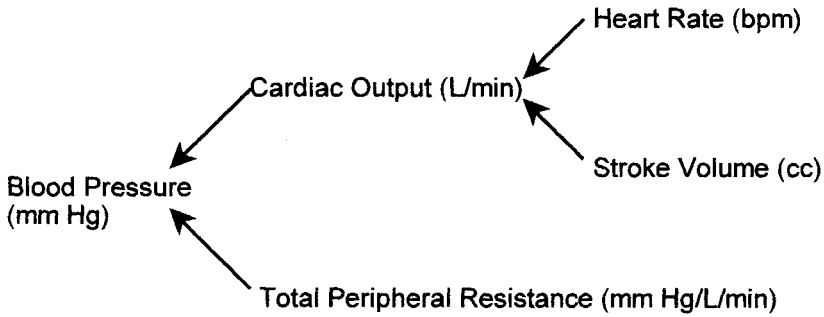 Heart Rate (bpm)
Cardiac Output (L/min)
Stroke Volume (cc)
Blood Pressure
(mm Hg)
Total Peripheral Resistance (mm Hg/L/min)